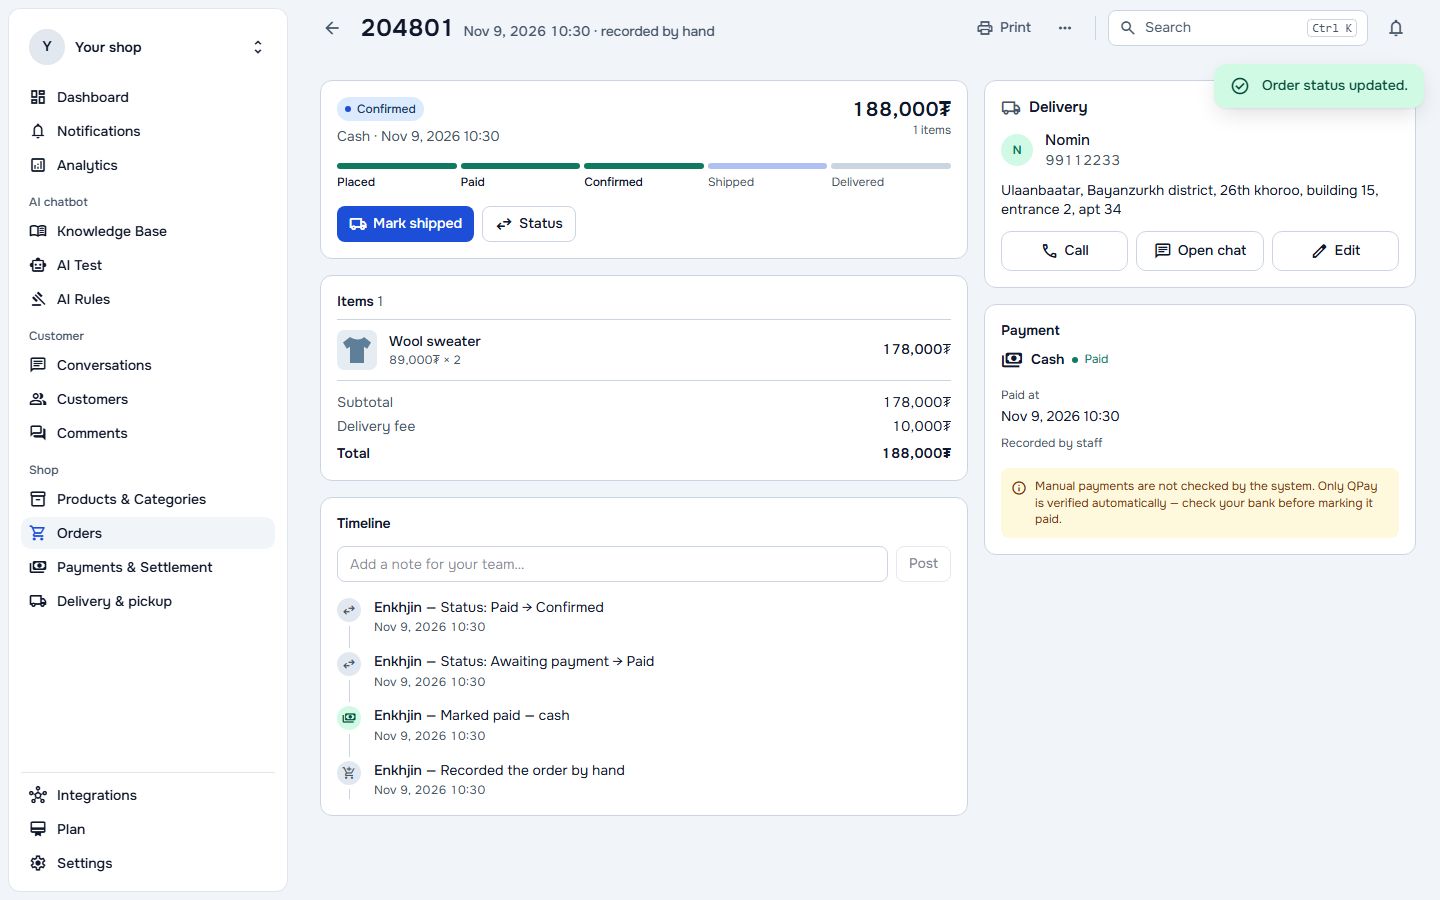 Y Your shop
Dashboard
Notifications
Analytics
AI chatbot
Knowledge Base
AI Test
AI Rules
Customer
Conversations
Customers
Comments
Shop
Products & Categories
Orders
Payments & Settlement
Delivery & pickup
Integrations
Plan
Settings
204801 Nov 9, 2026 10:30 · recorded by hand
Print
Search Ctrl K
Order status updated.
Confirmed
188,000₮
Cash · Nov 9, 2026 10:30
1 items
Placed Paid Confirmed Shipped Delivered
Mark shipped Status
Items 1
Wool sweater
89,000₮ × 2
178,000₮
Subtotal 178,000₮
Delivery fee 10,000₮
Total 188,000₮
Timeline
Add a note for your team... Post
Enkhjin — Status: Paid → Confirmed
Nov 9, 2026 10:30
Enkhjin — Status: Awaiting payment → Paid
Nov 9, 2026 10:30
Enkhjin — Marked paid — cash
Nov 9, 2026 10:30
Enkhjin — Recorded the order by hand
Nov 9, 2026 10:30
Delivery
N
Nomin
99112233
Ulaanbaatar, Bayanzurkh district, 26th khoroo, building 15,
entrance 2, apt 34
Call Open chat Edit
Payment
Cash Paid
Paid at
Nov 9, 2026 10:30
Recorded by staff
Manual payments are not checked by the system. Only QPay
is verified automatically — check your bank before marking it
paid.